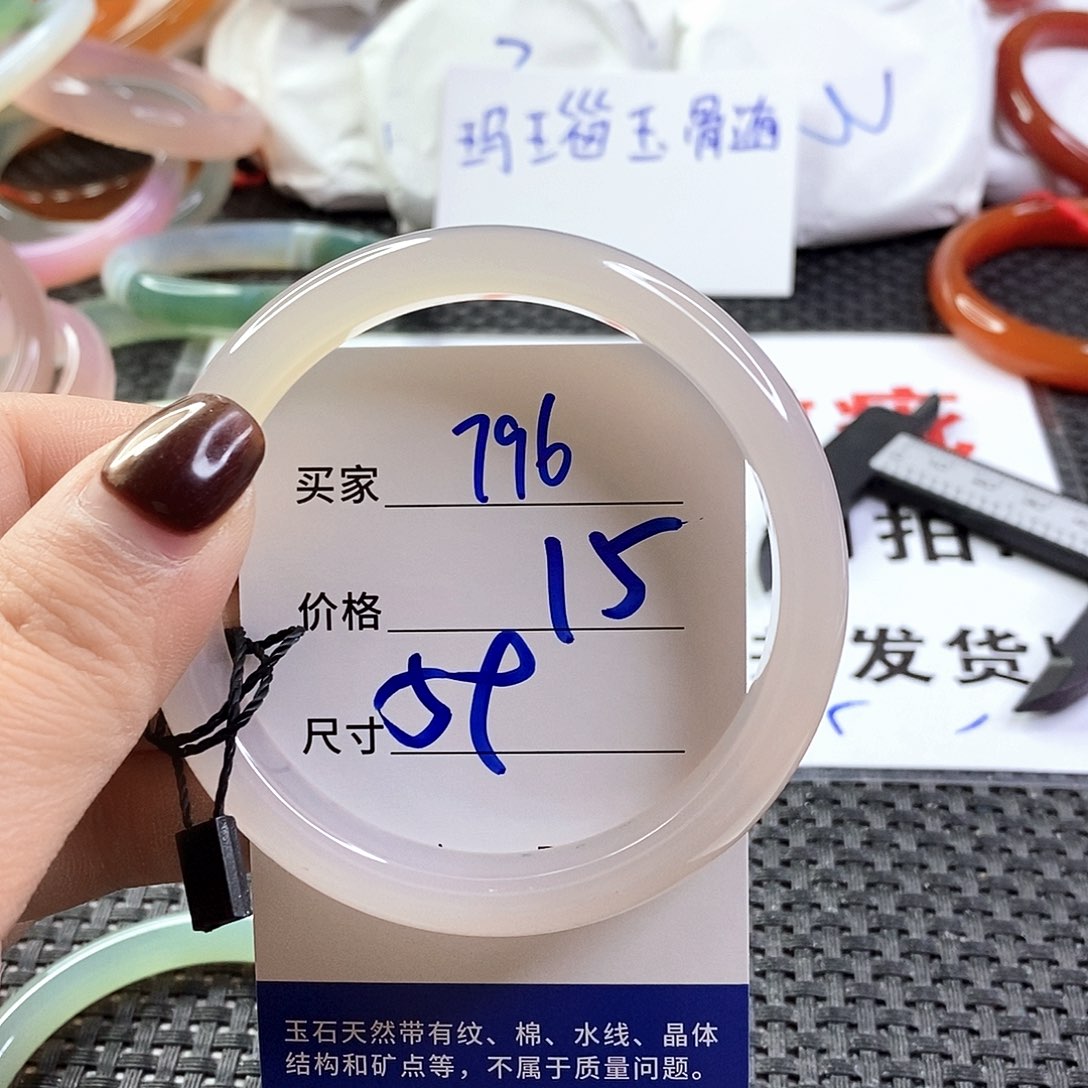 玛瑙玉髓
3
买家 796
拍
价格 15
发货
尺寸
玉石天然带有纹、棉、水线、晶体
结构和矿点等，不属于质量问题。